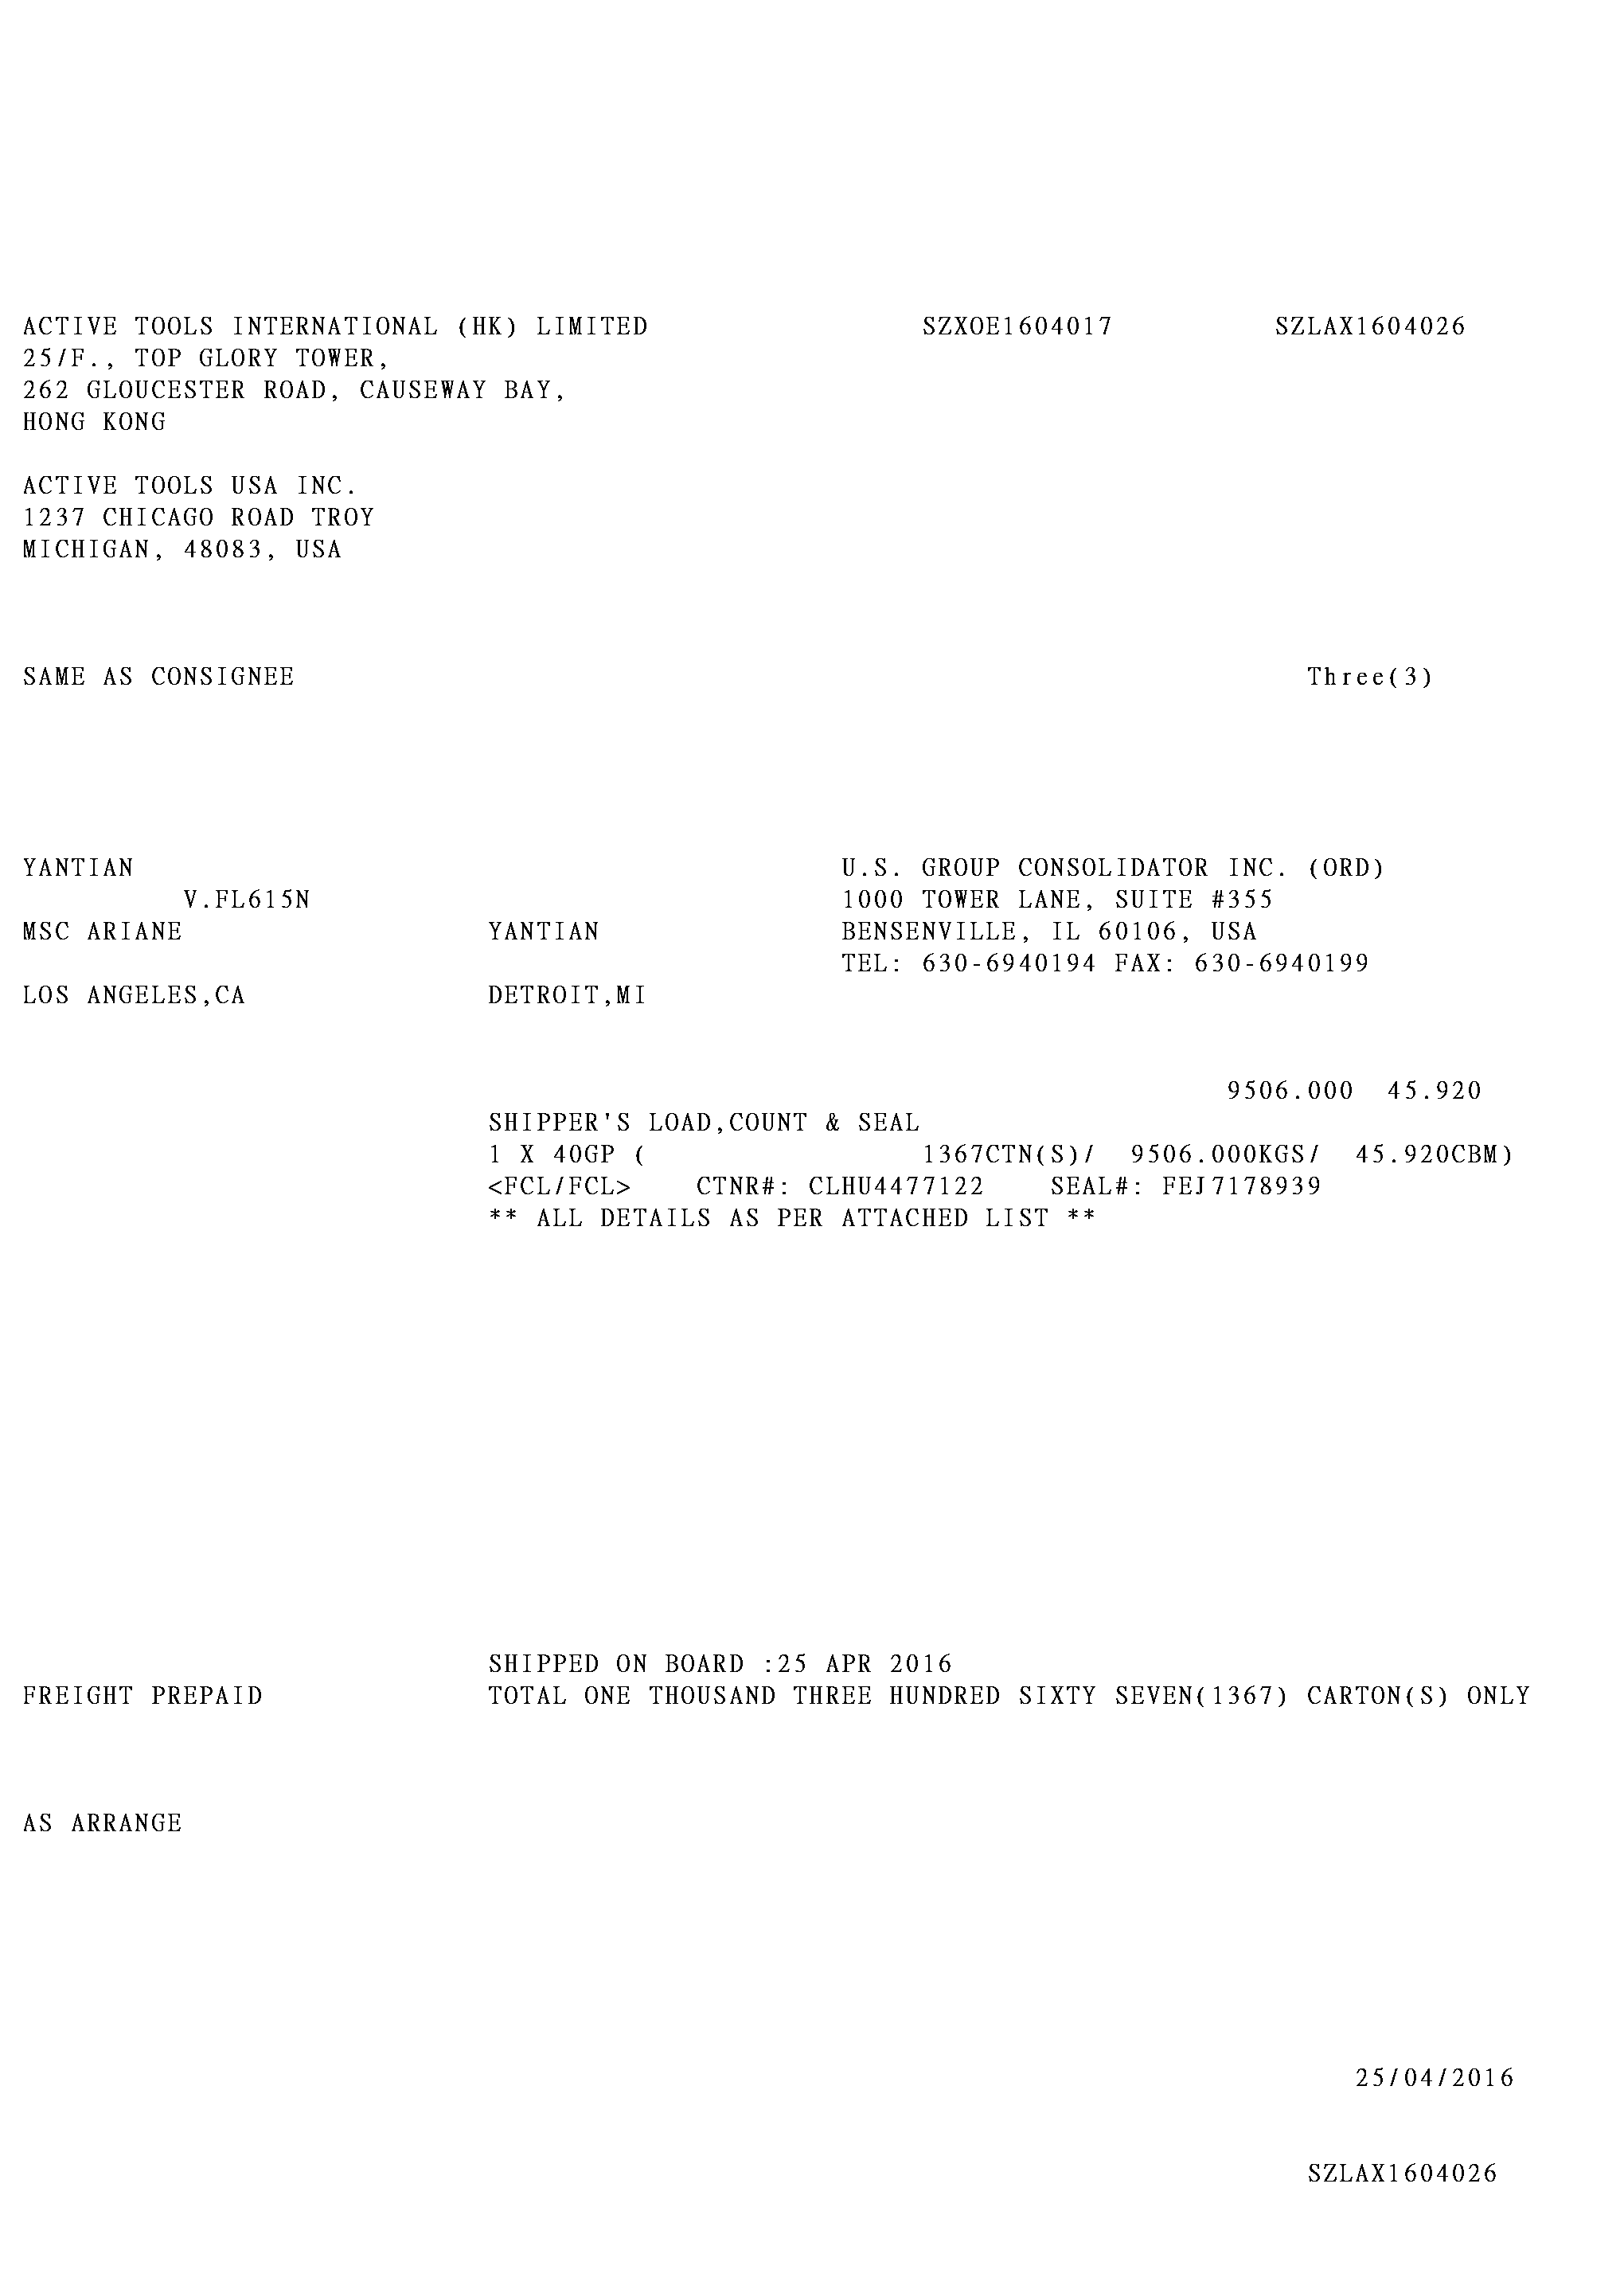 ACTIVE TOOLS INTERNATIONAL (HK) LIMITED SZXOE1604017 SZLAX1604026
25/F., TOP GLORY TOWER,
262 GLOUCESTER ROAD, CAUSEWAY BAY,
HONG KONG
ACTIVE TOOLS USA INC.
1237 CHICAGO ROAD TROY
MICHIGAN, 48083, USA
SAME AS CONSIGNEE Three(3)
YANTIAN U.S. GROUP CONSOLIDATOR INC. (ORD)
V.FL615N 1000 TOWER LANE, SUITE #355
MSC ARIANE YANTIAN BENSENVILLE, IL 60106, USA
TEL: 630-6940194 FAX: 630-6940199
LOS ANGELES,CA DETROIT,MI
9506.000 45.920
SHIPPER'S LOAD,COUNT & SEAL
1 X 40GP ( 1367CTN(S)/ 9506.000KGS/ 45.920CBM)
<FCL/FCL> CTNR#: CLHU4477122 SEAL#: FEJ7178939
** ALL DETAILS AS PER ATTACHED LIST **
SHIPPED ON BOARD :25 APR 2016
FREIGHT PREPAID TOTAL ONE THOUSAND THREE HUNDRED SIXTY SEVEN(1367) CARTON(S) ONLY
AS ARRANGE
25/04/2016
SZLAX1604026